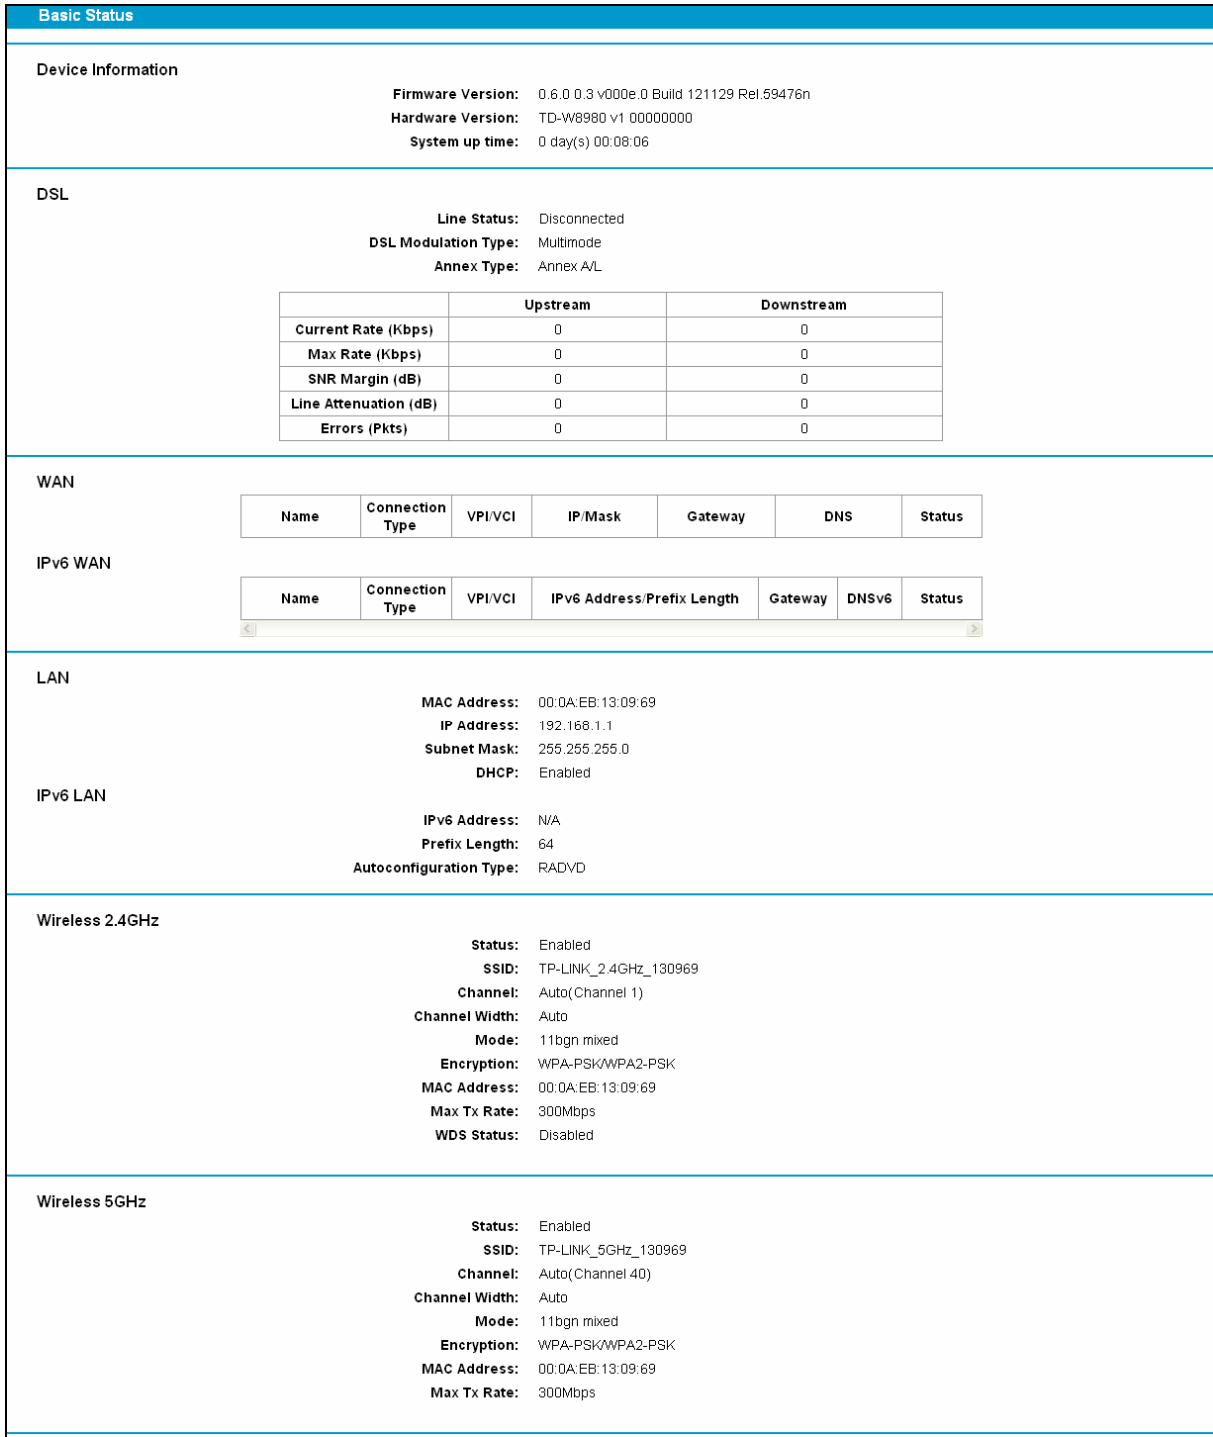 Basic Status
Device Information
Firmware Version: 0.6.0 0.3 v000e.0 Build 121129 Rel.59476n
Hardware Version: TD-W8980 v1 00000000
System up time: 0 day(s) 00:08:06
DSL
Line Status: Disconnected
DSL Modulation Type: Multimode
Annex Type: Annex A/L
Upstream Downstream
Current Rate (Kbps) 0 0
Max Rate (Kbps) 0 0
SNR Margin (dB) 0 0
Line Attenuation (dB) 0 0
Errors (Pkts) 0 0
WAN
Name Connection Type VPI/VCI IP/Mask Gateway DNS Status
IPv6 WAN
Name Connection Type VPI/VCI IPv6 Address/Prefix Length Gateway DNSv6 Status
LAN
MAC Address: 00:0A:EB:13:09:69
IP Address: 192.168.1.1
Subnet Mask: 255.255.255.0
DHCP: Enabled
IPv6 LAN
IPv6 Address: N/A
Prefix Length: 64
Autoconfiguration Type: RADVD
Wireless 2.4GHz
Status: Enabled
SSID: TP-LINK_2.4GHz_130969
Channel: Auto(Channel 1)
Channel Width: Auto
Mode: 11bgn mixed
Encryption: WPA-PSK/WPA2-PSK
MAC Address: 00:0A:EB:13:09:69
Max Tx Rate: 300Mbps
WDS Status: Disabled
Wireless 5GHz
Status: Enabled
SSID: TP-LINK_5GHz_130969
Channel: Auto(Channel 40)
Channel Width: Auto
Mode: 11bgn mixed
Encryption: WPA-PSK/WPA2-PSK
MAC Address: 00:0A:EB:13:09:69
Max Tx Rate: 300Mbps